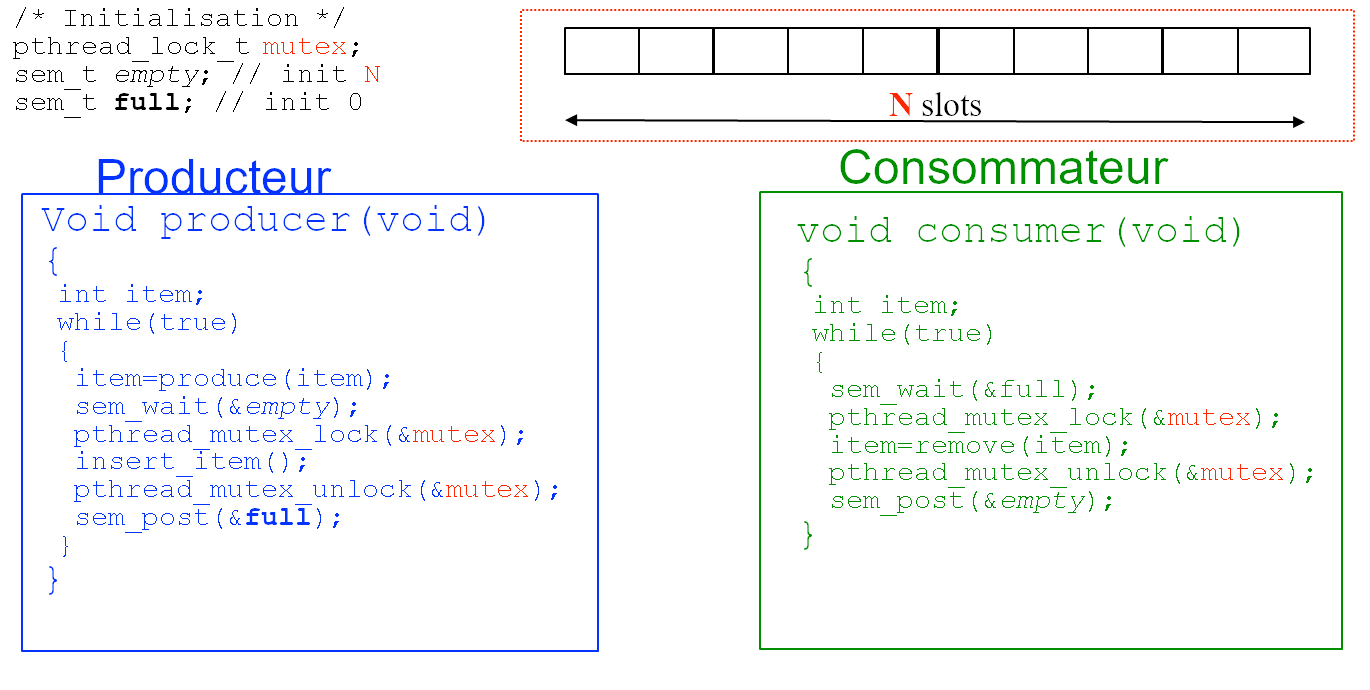 /* Initialisation */
pthread_lock_t mutex;
sem_t empty; // init N
sem_t full; // init 0
N slots
Producteur
Void producer(void)
{
int item;
while(true)
{
item=produce(item);
sem_wait(&empty);
pthread_mutex_lock(&mutex);
insert_item();
pthread_mutex_unlock(&mutex);
sem_post(&full);
}
}
Consommateur
void consumer(void)
{
int item;
while(true)
{
sem_wait(&full);
pthread_mutex_lock(&mutex);
item=remove(item);
pthread_mutex_unlock(&mutex);
sem_post(&empty);
}